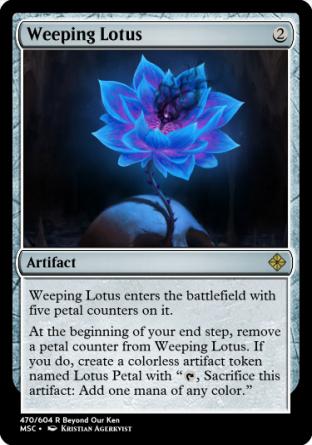 Weeping Lotus 2
Artifact
Weeping Lotus enters the battlefield with
five petal counters on it.
At the beginning of your end step, remove
a petal counter from Weeping Lotus. If
you do, create a colorless artifact token
named Lotus Petal with “, Sacrifice this
artifact: Add one mana of any color.”
470/604 R Beyond Our Ken
MSC • Kristian Agerkvist